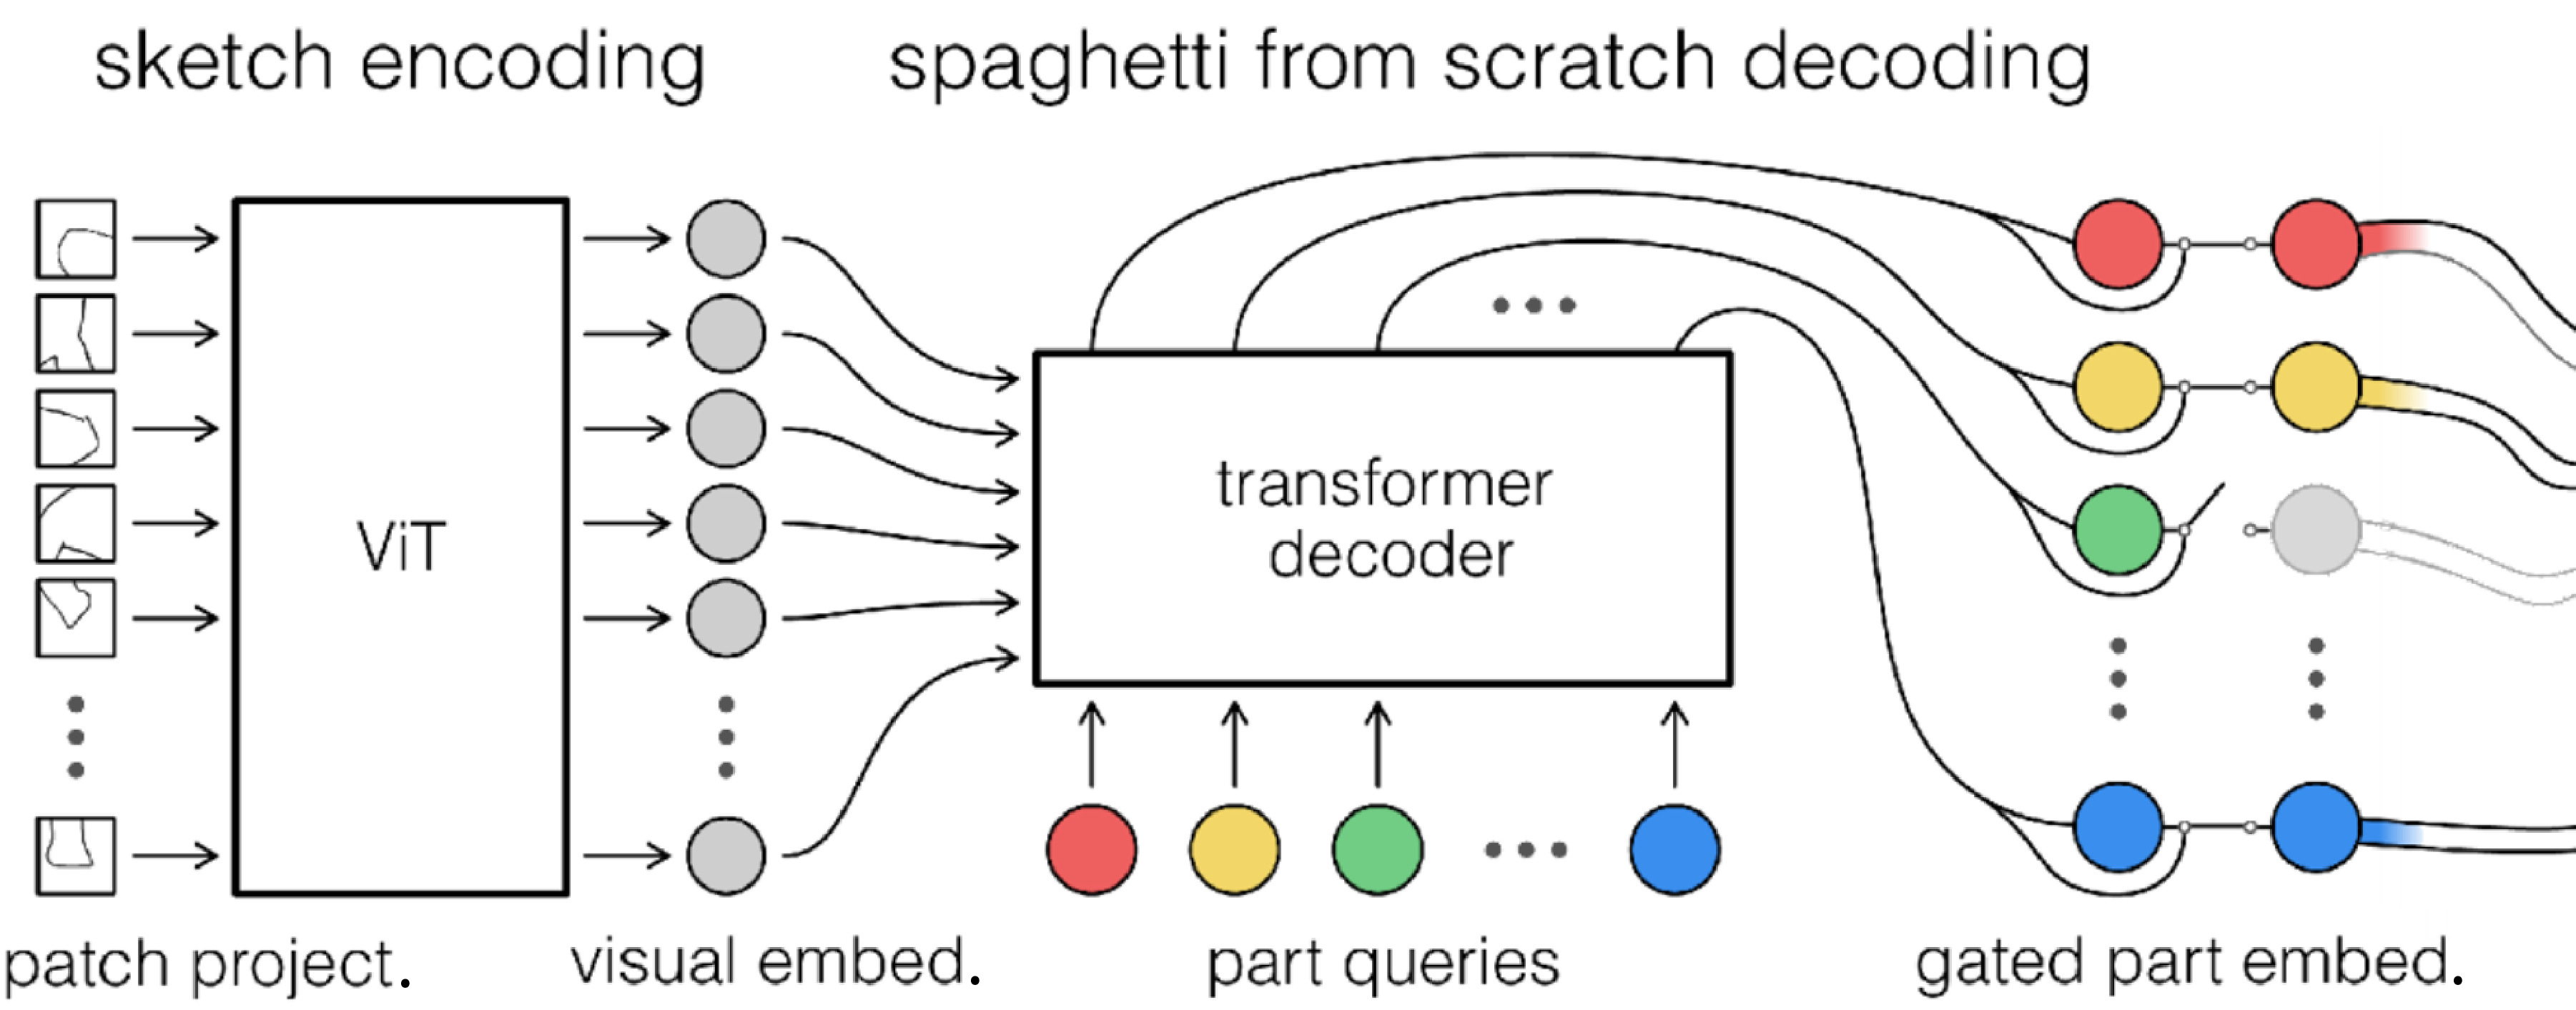 sketch encoding
spaghetti from scratch decoding
ViT
transformer
decoder
patch project.
visual embed.
part queries
gated part embed.